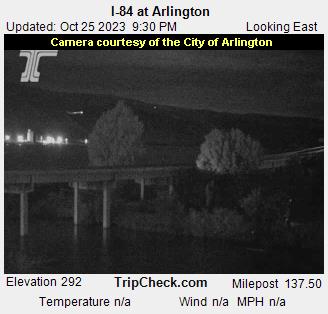 I-84 at Arlington
Updated: Oct 25 2023 9:30 PM Looking East
Camera courtesy of the City of Arlington
Elevation 292 TripCheck.com Milepost 137.50
Temperature n/a Wind n/a MPH n/a